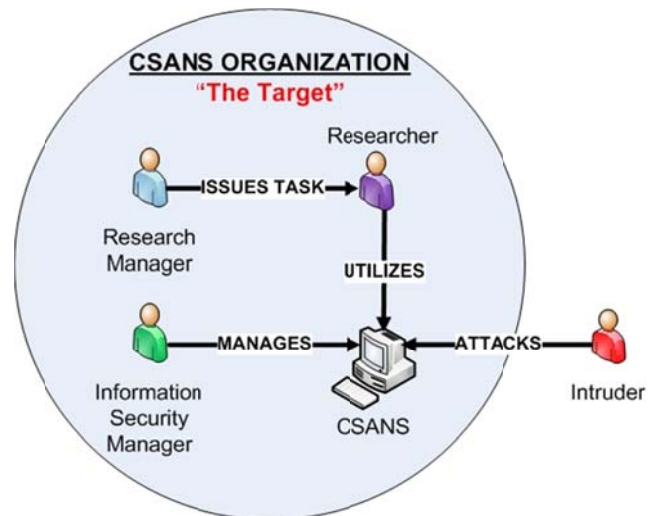 CSANS ORGANIZATION
“The Target”
Researcher
ISSUES TASK
Research
Manager
UTILIZES
MANAGES
ATTACKS
Information
Security
Manager
CSANS
Intruder